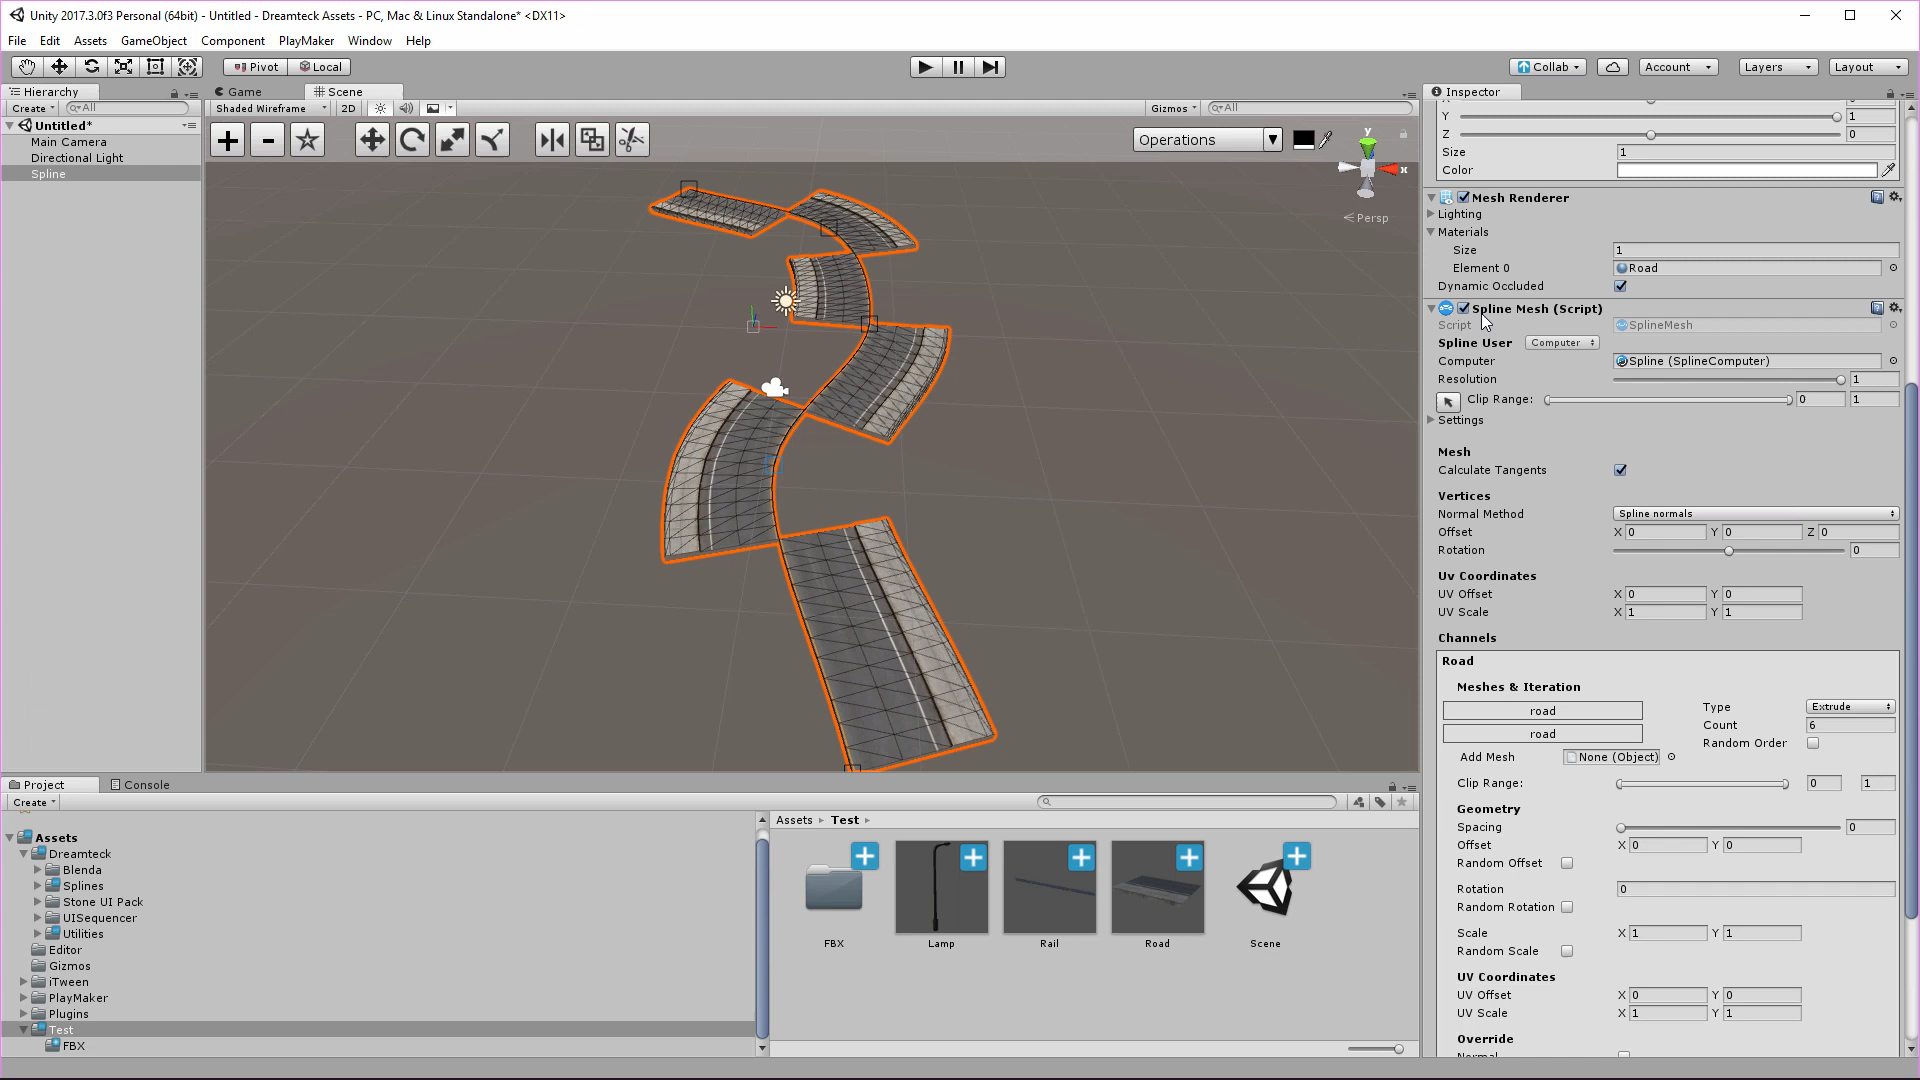 Unity 2017.3.0f3 Personal (64bit) - Untitled - Dreamteck Assets - PC, Mac & Linux Standalone* <DX11>
File Edit Assets GameObject Component PlayMaker Window Help
Pivot Local Collab Account Layers Layout
Hierarchy Game Scene Inspector
Create All Shaded Wireframe 2D Gizmos All
Untitled*
Main Camera
Directional Light
Spline
Operations
y
x
Persp
Y 1
Z 0
Size 1
Color
Mesh Renderer
Lighting
Materials
Size 1
Element 0 Road
Dynamic Occluded
Spline Mesh (Script)
Script SplineMesh
Spline User Computer
Computer Spline (SplineComputer)
Resolution 1
Clip Range: 0 1
Settings
Mesh
Calculate Tangents
Vertices
Normal Method Spline normals
Offset X 0 Y 0 Z 0
Rotation 0
Uv Coordinates
UV Offset X 0 Y 0
UV Scale X 1 Y 1
Channels
Road
Meshes & Iteration
road Type Extrude
road Count 6
Random Order
Add Mesh None (Object)
Clip Range: 0 1
Geometry
Spacing 0
Offset X 0 Y 0
Random Offset
Rotation 0
Random Rotation
Scale X 1 Y 1
Random Scale
UV Coordinates
UV Offset X 0 Y 0
UV Scale X 1 Y 1
Override
Normal
Project Console
Create
Assets
Dreamteck
Blenda
Splines
Stone UI Pack
UISequencer
Utilities
Editor
Gizmos
iTween
PlayMaker
Plugins
Test
FBX
Assets Test
FBX Lamp Rail Road Scene